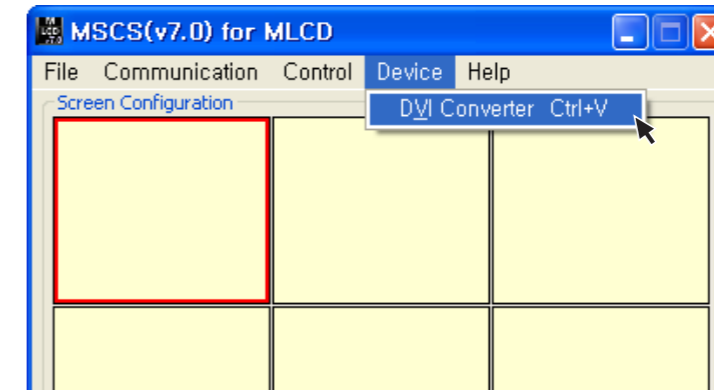 MSCS(v7.0) for MLCD
File Communication Control Device Help
Screen Configuration
DVI Converter Ctrl+V